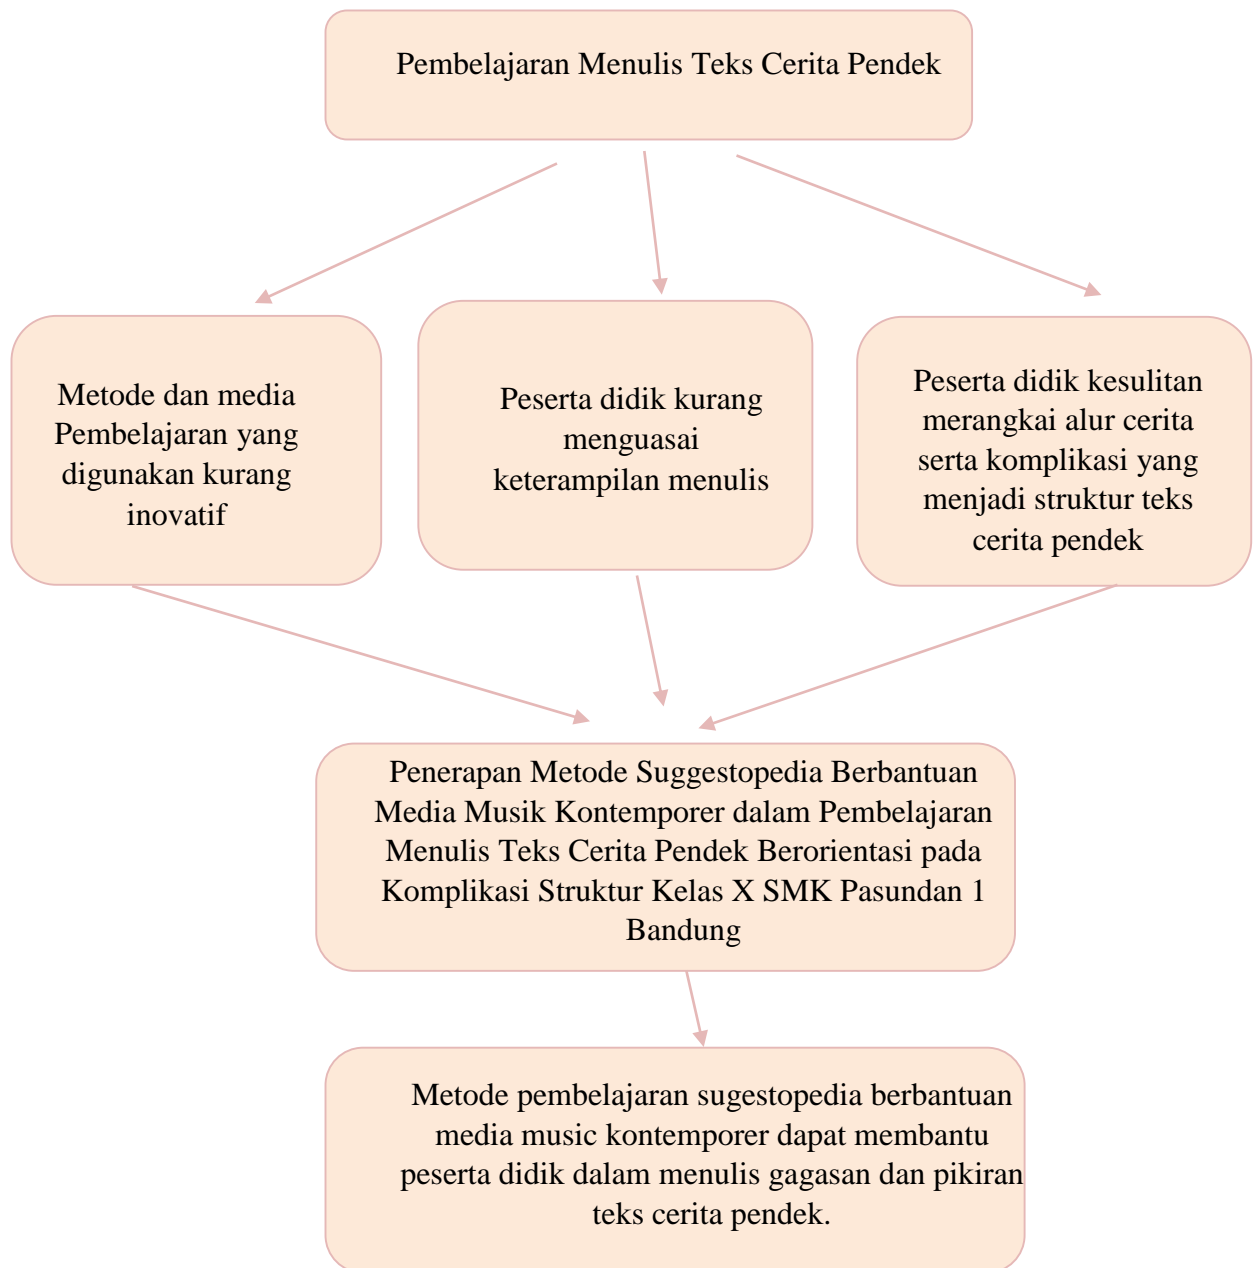 Pembelajaran Menulis Teks Cerita Pendek
Metode dan media
Pembelajaran yang
digunakan kurang
inovatif
Peserta didik kurang
menguasai
keterampilan menulis
Peserta didik kesulitan
merangkai alur cerita
serta komplikasi yang
menjadi struktur teks
cerita pendek
Penerapan Metode Suggestopedia Berbantuan
Media Musik Kontemporer dalam Pembelajaran
Menulis Teks Cerita Pendek Berorientasi pada
Komplikasi Struktur Kelas X SMK Pasundan 1
Bandung
Metode pembelajaran sugestopedia berbantuan
media music kontemporer dapat membantu
peserta didik dalam menulis gagasan dan pikiran
teks cerita pendek.